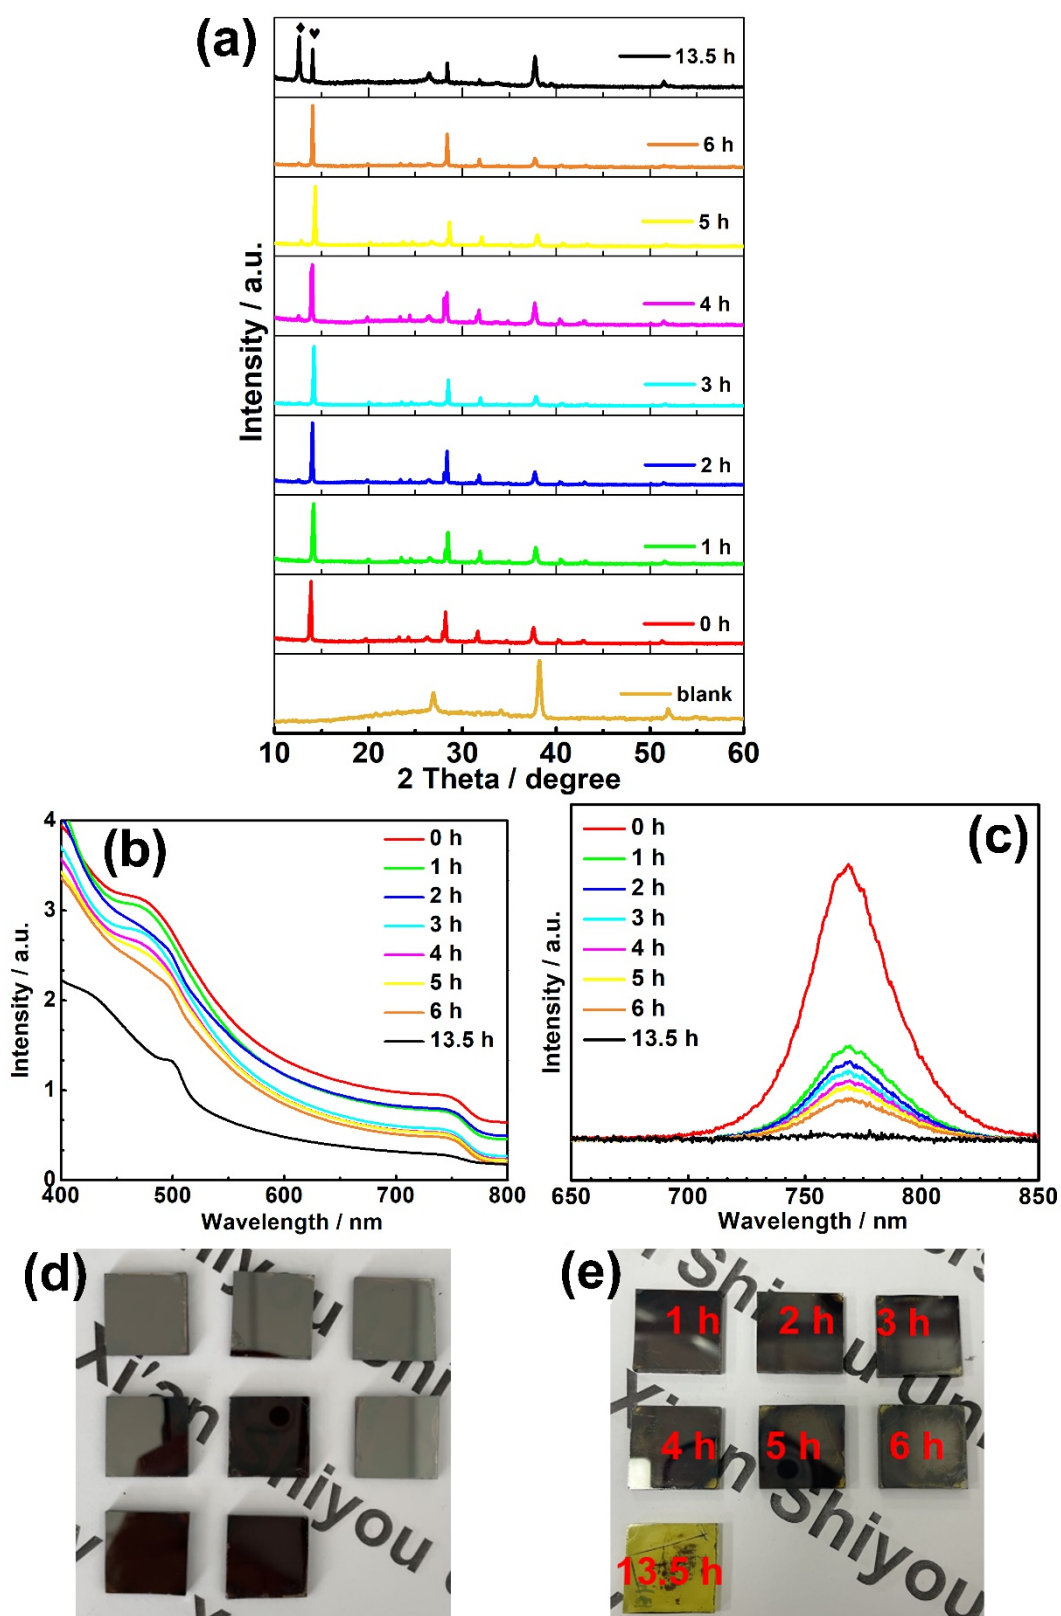 (a)
♦ ♥
13.5 h
6 h
5 h
4 h
3 h
2 h
1 h
0 h
blank
Intensity / a.u.
10 20 30 40 50 60
2 Theta / degree
(b)
4
3
2
1
0
Intensity / a.u.
0 h
1 h
2 h
3 h
4 h
5 h
6 h
13.5 h
400 500 600 700 800
Wavelength / nm
(c)
Intensity / a.u.
0 h
1 h
2 h
3 h
4 h
5 h
6 h
13.5 h
650 700 750 800 850
Wavelength / nm
(d)
Xi'an
Shiyou
(e)
1 h 2 h 3 h
4 h 5 h 6 h
13.5 h
Shiyou